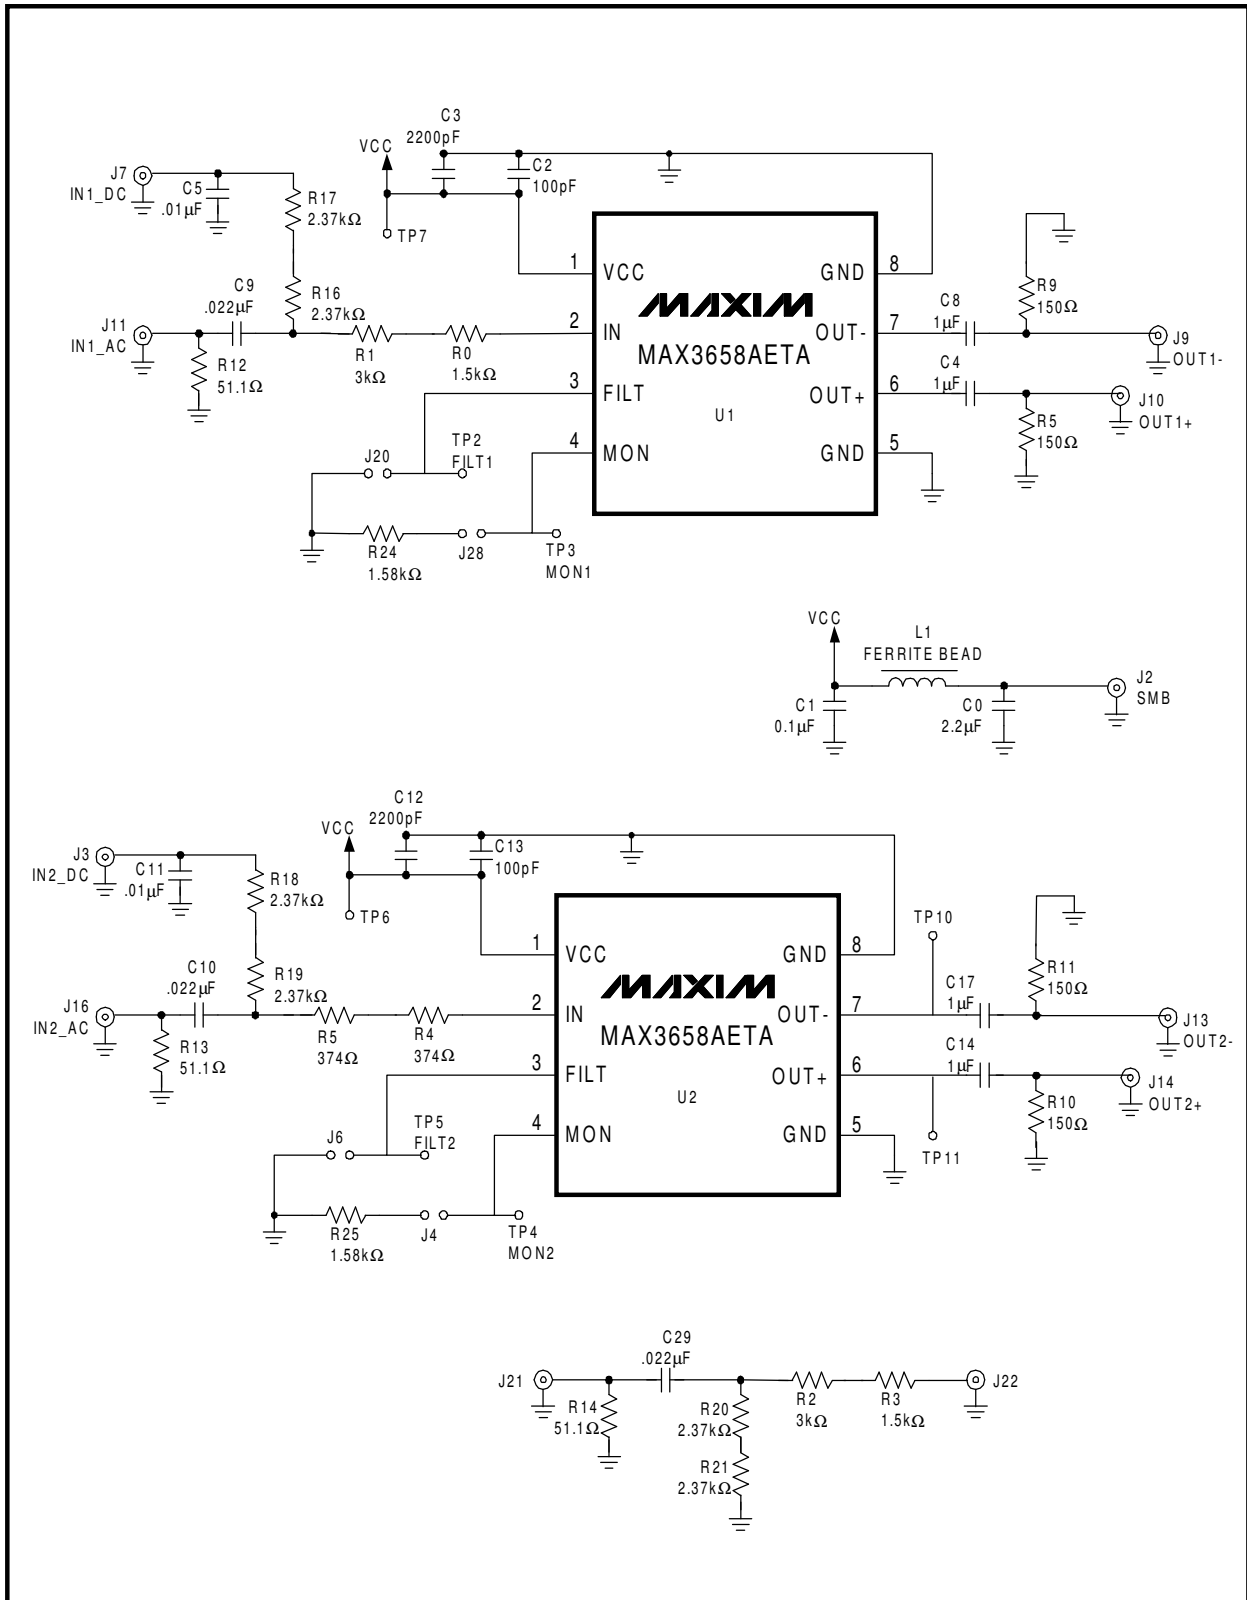 C3
2200pF
VCC
C2
100pF
J7
IN1_DC
C5
.01µF
R17
2.37kΩ
TP7
1
VCC
GND
8
R9
150Ω
C9
.022µF
R16
2.37kΩ
MAXIM
C8
1µF
J11
IN1_AC
2
IN
OUT-
7
J9
OUT1-
R12
51.1Ω
R1
3kΩ
R0
1.5kΩ
MAX3658AETA
C4
1µF
3
FILT
OUT+
6
J10
OUT1+
U1
R5
150Ω
J20
TP2
FILT1
4
MON
GND
5
R24
1.58kΩ
J28
TP3
MON1
VCC
L1
FERRITE BEAD
C1
0.1µF
C0
2.2µF
J2
SMB
C12
2200pF
VCC
C13
100pF
J3
IN2_DC
C11
.01µF
R18
2.37kΩ
TP6
TP10
1
VCC
GND
8
R11
150Ω
C10
.022µF
R19
2.37kΩ
MAXIM
C17
1µF
J16
IN2_AC
2
IN
OUT-
7
J13
OUT2-
R13
51.1Ω
R5
374Ω
R4
374Ω
MAX3658AETA
C14
1µF
3
FILT
OUT+
6
J14
OUT2+
U2
R10
150Ω
J6
TP5
FILT2
4
MON
GND
5
TP11
R25
1.58kΩ
J4
TP4
MON2
C29
.022µF
J21
J22
R14
51.1Ω
R20
2.37kΩ
R2
3kΩ
R3
1.5kΩ
R21
2.37kΩ